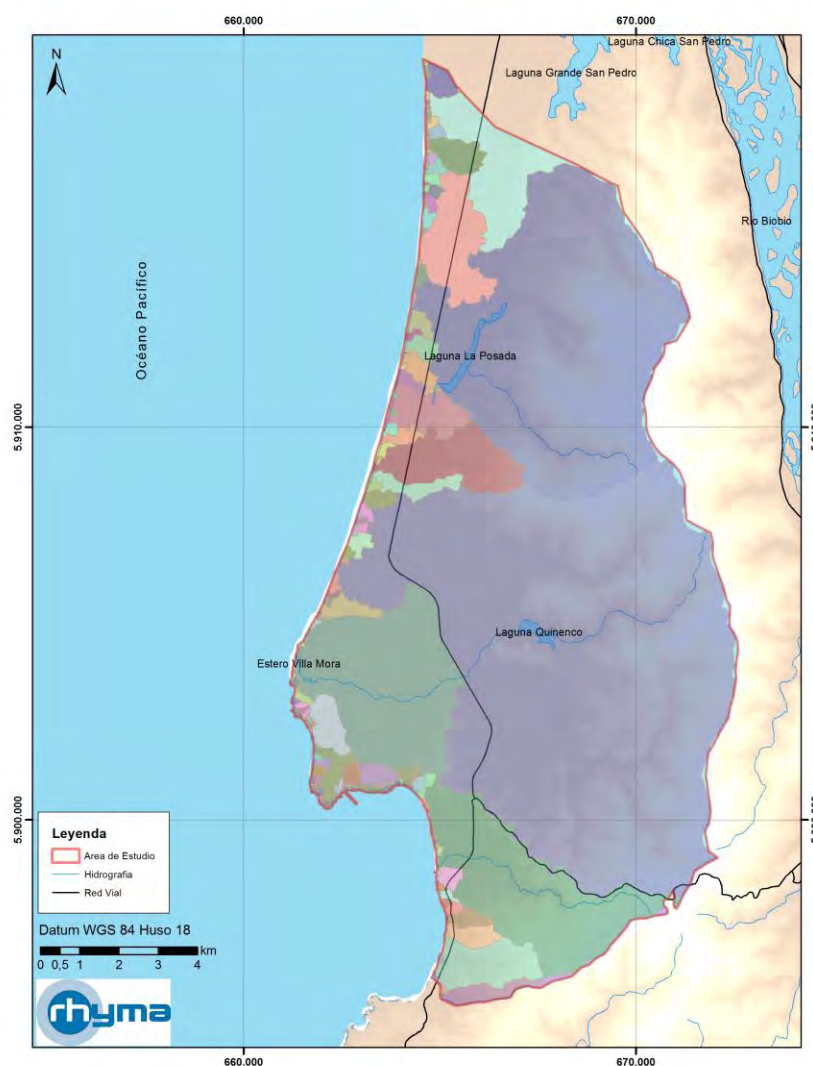 660.000
670.000
Laguna Chica San Pedro
N
Laguna Grande San Pedro
Río Biobio
Océano Pacífico
Laguna La Posada
5.910.000
Laguna Quinenco
Estero Villa Mora
5.900.000
Leyenda
Area de Estudio
Hidrografia
Red Vial
Datum WGS 84 Huso 18
km
0 0,5 1 2 3 4
rhyma
660.000
670.000